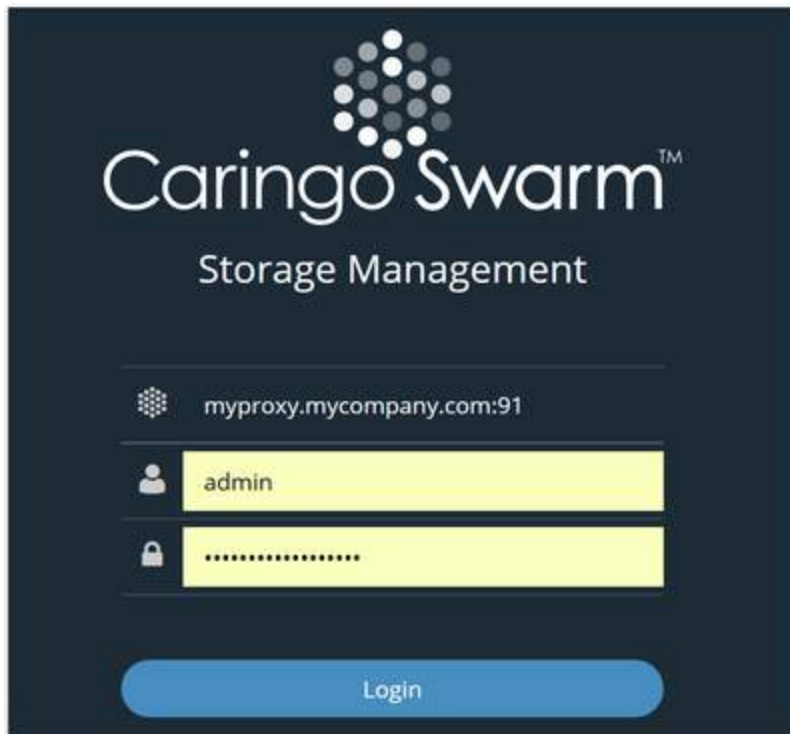 Caringo Swarm™
Storage Management
myproxy.mycompany.com:91
admin
••••••••••••••••••
Login